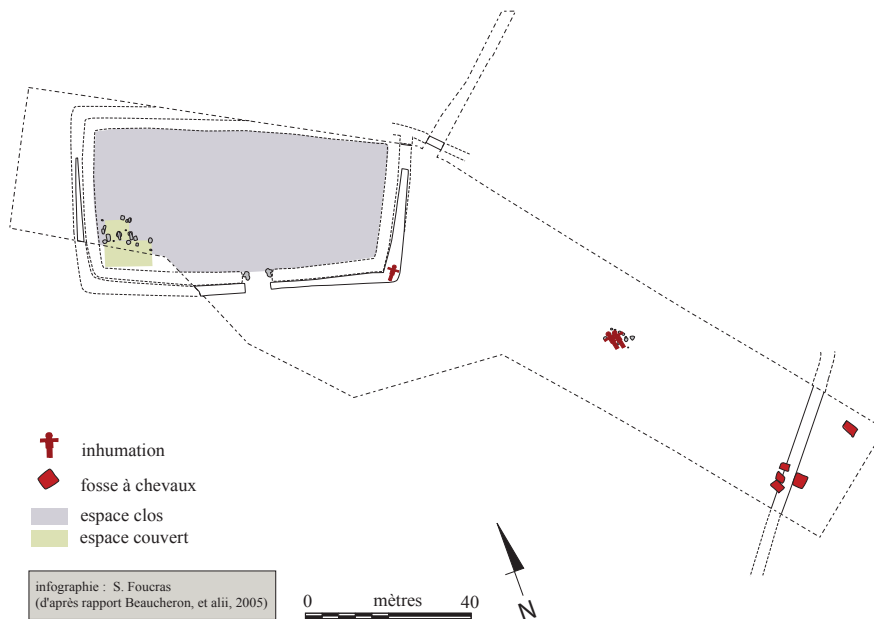 inhumation
fosse à chevaux
espace clos
espace couvert
infographie : S. Foucras
(d'après rapport Beaucheron, et alii, 2005)
0 mètres 40
N